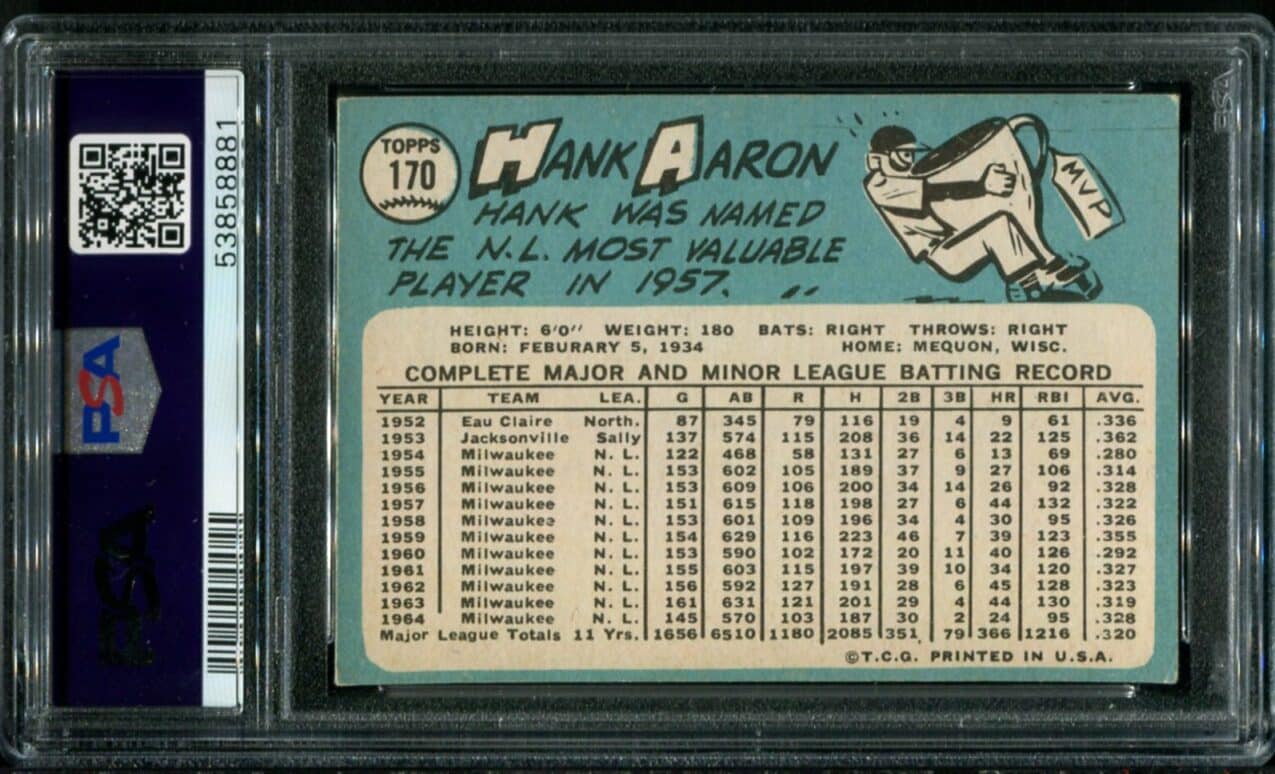 PSA
53858881
PSA
PSA
TOPPS
170
HANK AARON
HANK WAS NAMED
THE N.L. MOST VALUABLE
PLAYER IN 1957.
MVP
HEIGHT: 6'0" WEIGHT: 180 BATS: RIGHT THROWS: RIGHT
BORN: FEBURARY 5, 1934 HOME: MEQUON, WISC.
COMPLETE MAJOR AND MINOR LEAGUE BATTING RECORD
YEAR TEAM LEA. G AB R H 2B 3B HR RBI AVG.
1952 Eau Claire North. 87 345 79 116 19 4 9 61 .336
1953 Jacksonville Sally 137 574 115 208 36 14 22 125 .362
1954 Milwaukee N. L. 122 468 58 131 27 6 13 69 .280
1955 Milwaukee N. L. 153 602 105 189 37 9 27 106 .314
1956 Milwaukee N. L. 153 609 106 200 34 14 26 92 .328
1957 Milwaukee N. L. 151 615 118 198 27 6 44 132 .322
1958 Milwaukee N. L. 153 601 109 196 34 4 30 95 .326
1959 Milwaukee N. L. 154 629 116 223 46 7 39 123 .355
1960 Milwaukee N. L. 153 590 102 172 20 11 40 126 .292
1961 Milwaukee N. L. 155 603 115 197 39 10 34 120 .327
1962 Milwaukee N. L. 156 592 127 191 28 6 45 128 .323
1963 Milwaukee N. L. 161 631 121 201 29 4 44 130 .319
1964 Milwaukee N. L. 145 570 103 187 30 2 24 95 .328
Major League Totals 11 Yrs. 1656 6510 1180 2085 351 79 366 1216 .320
©T.C.G. PRINTED IN U.S.A.